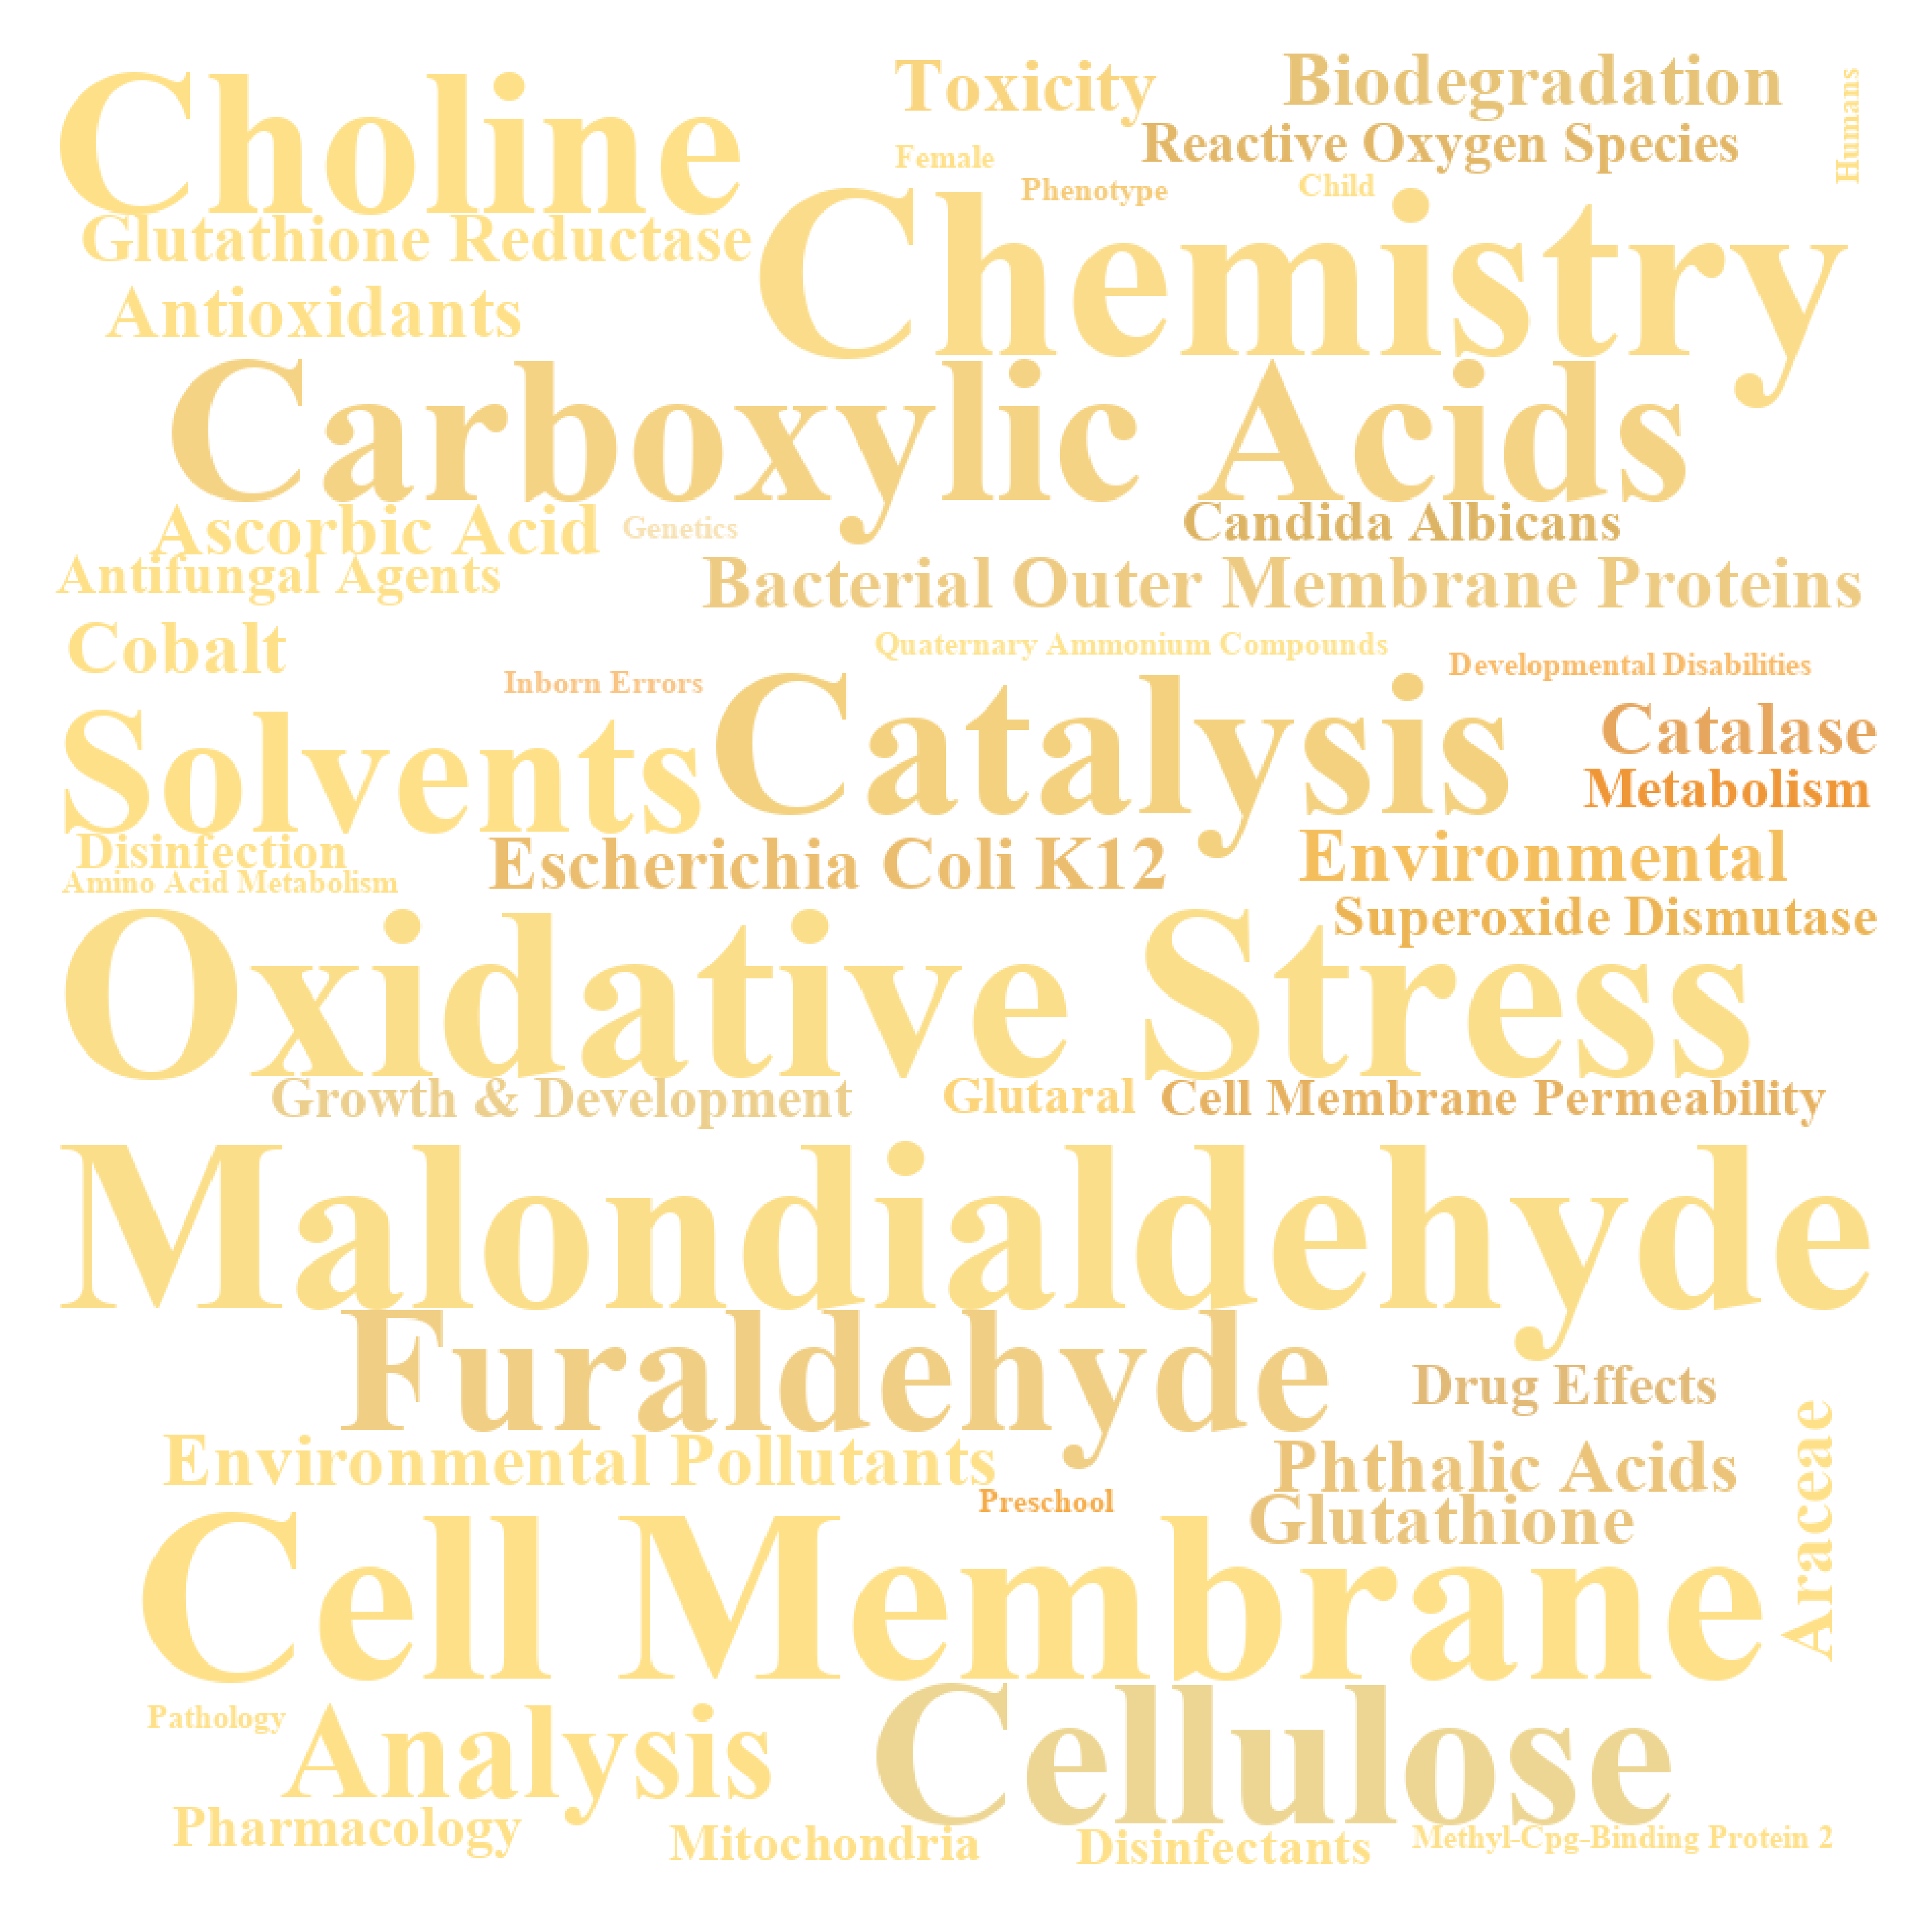 Choline
Toxicity
Biodegradation
Humans
Reactive Oxygen Species
Female
Phenotype
Child
Glutathione Reductase
Chemistry
Antioxidants
Carboxylic Acids
Ascorbic Acid
Genetics
Candida Albicans
Antifungal Agents
Bacterial Outer Membrane Proteins
Cobalt
Quaternary Ammonium Compounds
Inborn Errors
Developmental Disabilities
Solvents
Catalysis
Catalase
Metabolism
Disinfection
Escherichia Coli K12
Environmental
Amino Acid Metabolism
Superoxide Dismutase
Oxidative Stress
Growth & Development
Glutaral
Cell Membrane Permeability
Malondialdehyde
Furaldehyde
Drug Effects
Environmental Pollutants
Phthalic Acids
Araceae
Preschool
Glutathione
Cell Membrane
Pathology
Analysis
Cellulose
Pharmacology
Mitochondria
Disinfectants
Methyl-Cpg-Binding Protein 2